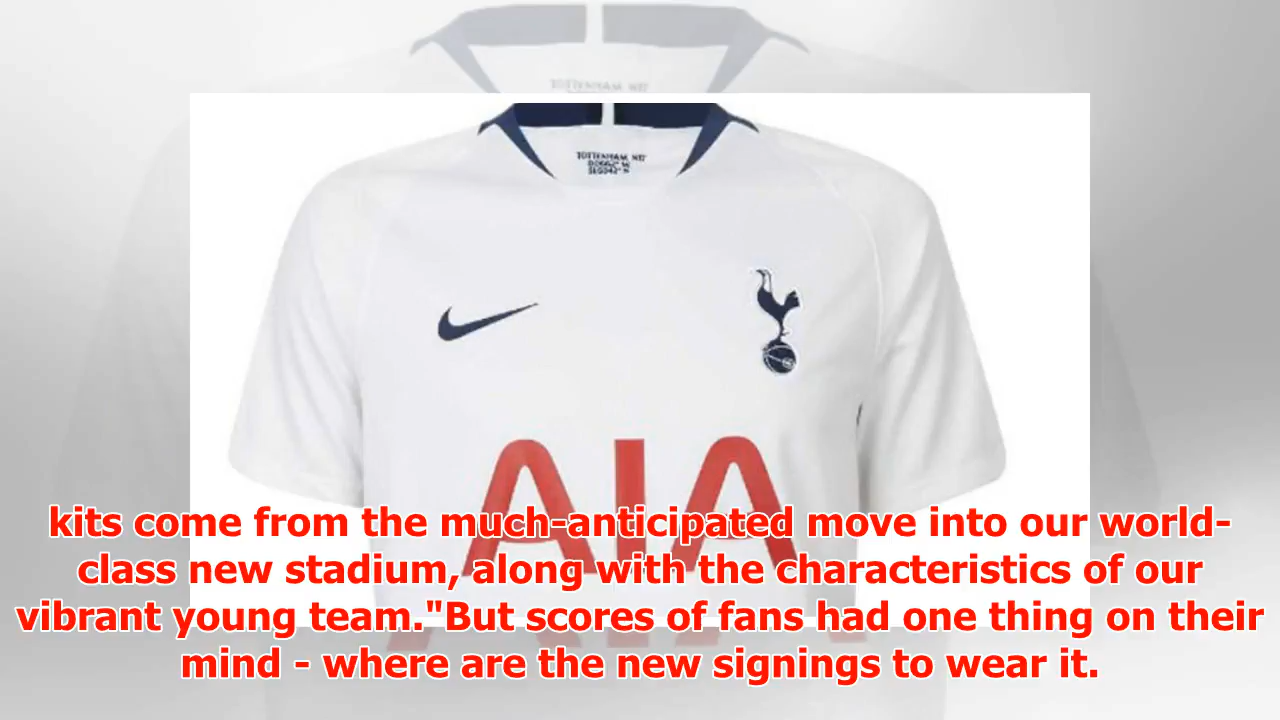 TOTTENHAM
AIA
kits come from the much-anticipated move into our world-
class new stadium, along with the characteristics of our
vibrant young team."But scores of fans had one thing on their
mind - where are the new signings to wear it.